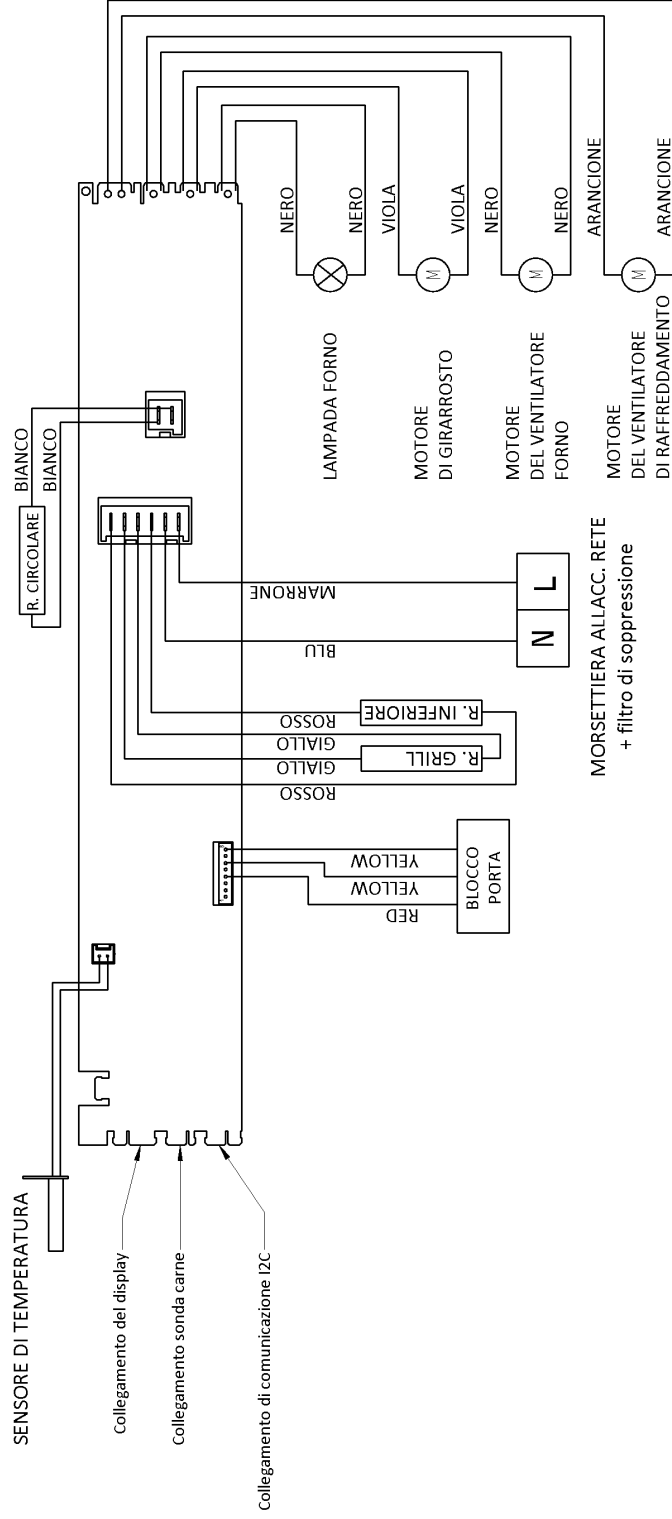 SENSORE DI TEMPERATURA
Collegamento del display
Collegamento sonda carne
Collegamento di comunicazione I2C
R. CIRCOLARE
BIANCO
BIANCO
RED
YELLOW
YELLOW
BLOCCO
PORTA
ROSSO
GIALLO
GIALLO
ROSSO
R. GRILL
R. INFERIORE
BLU
MARRONE
N
L
MORSETTIERA ALLACC. RETE
+ filtro di soppressione
NERO
NERO
LAMPADA FORNO
VIOLA
VIOLA
M
MOTORE
DI GIRARROSTO
NERO
NERO
M
MOTORE
DEL VENTILATORE
FORNO
ARANCIONE
ARANCIONE
M
MOTORE
DEL VENTILATORE
DI RAFFREDDAMENTO